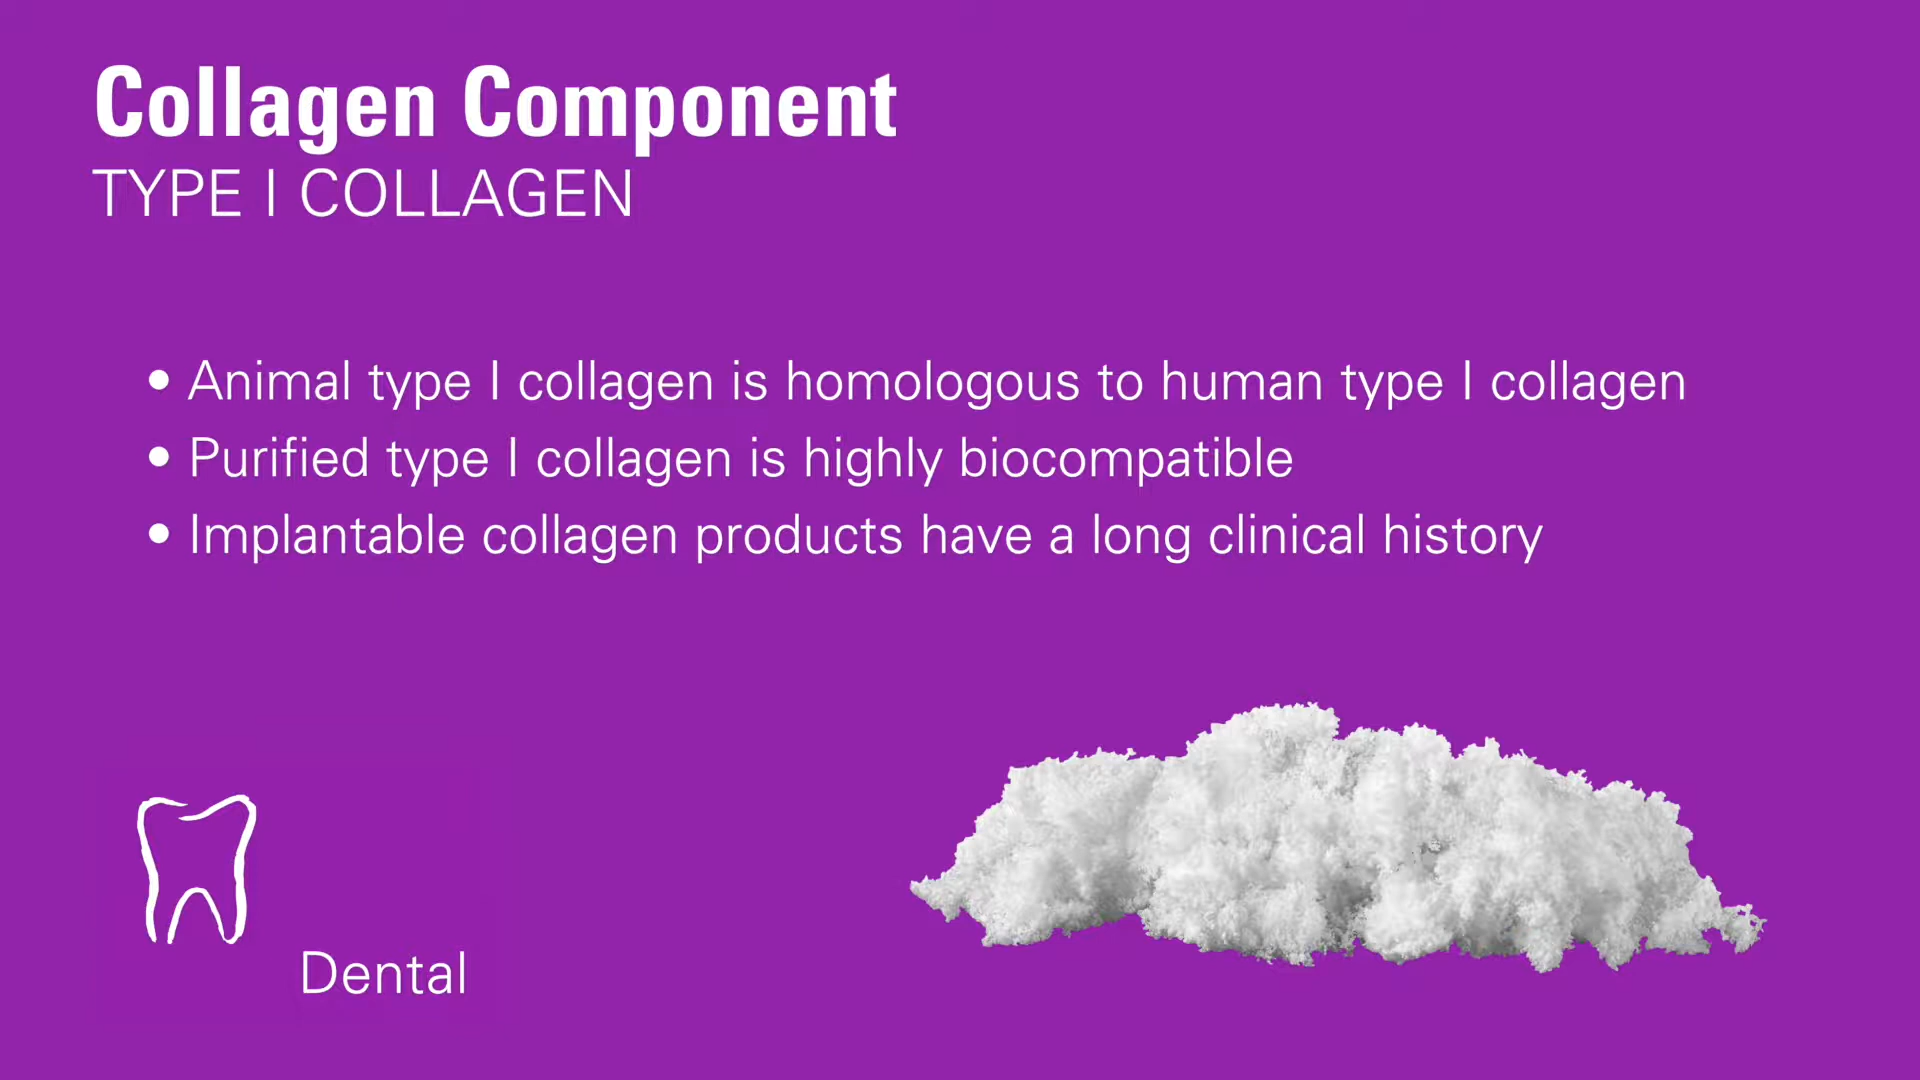 Collagen Component
TYPE I COLLAGEN
• Animal type I collagen is homologous to human type I collagen
• Purified type I collagen is highly biocompatible
• Implantable collagen products have a long clinical history
Dental